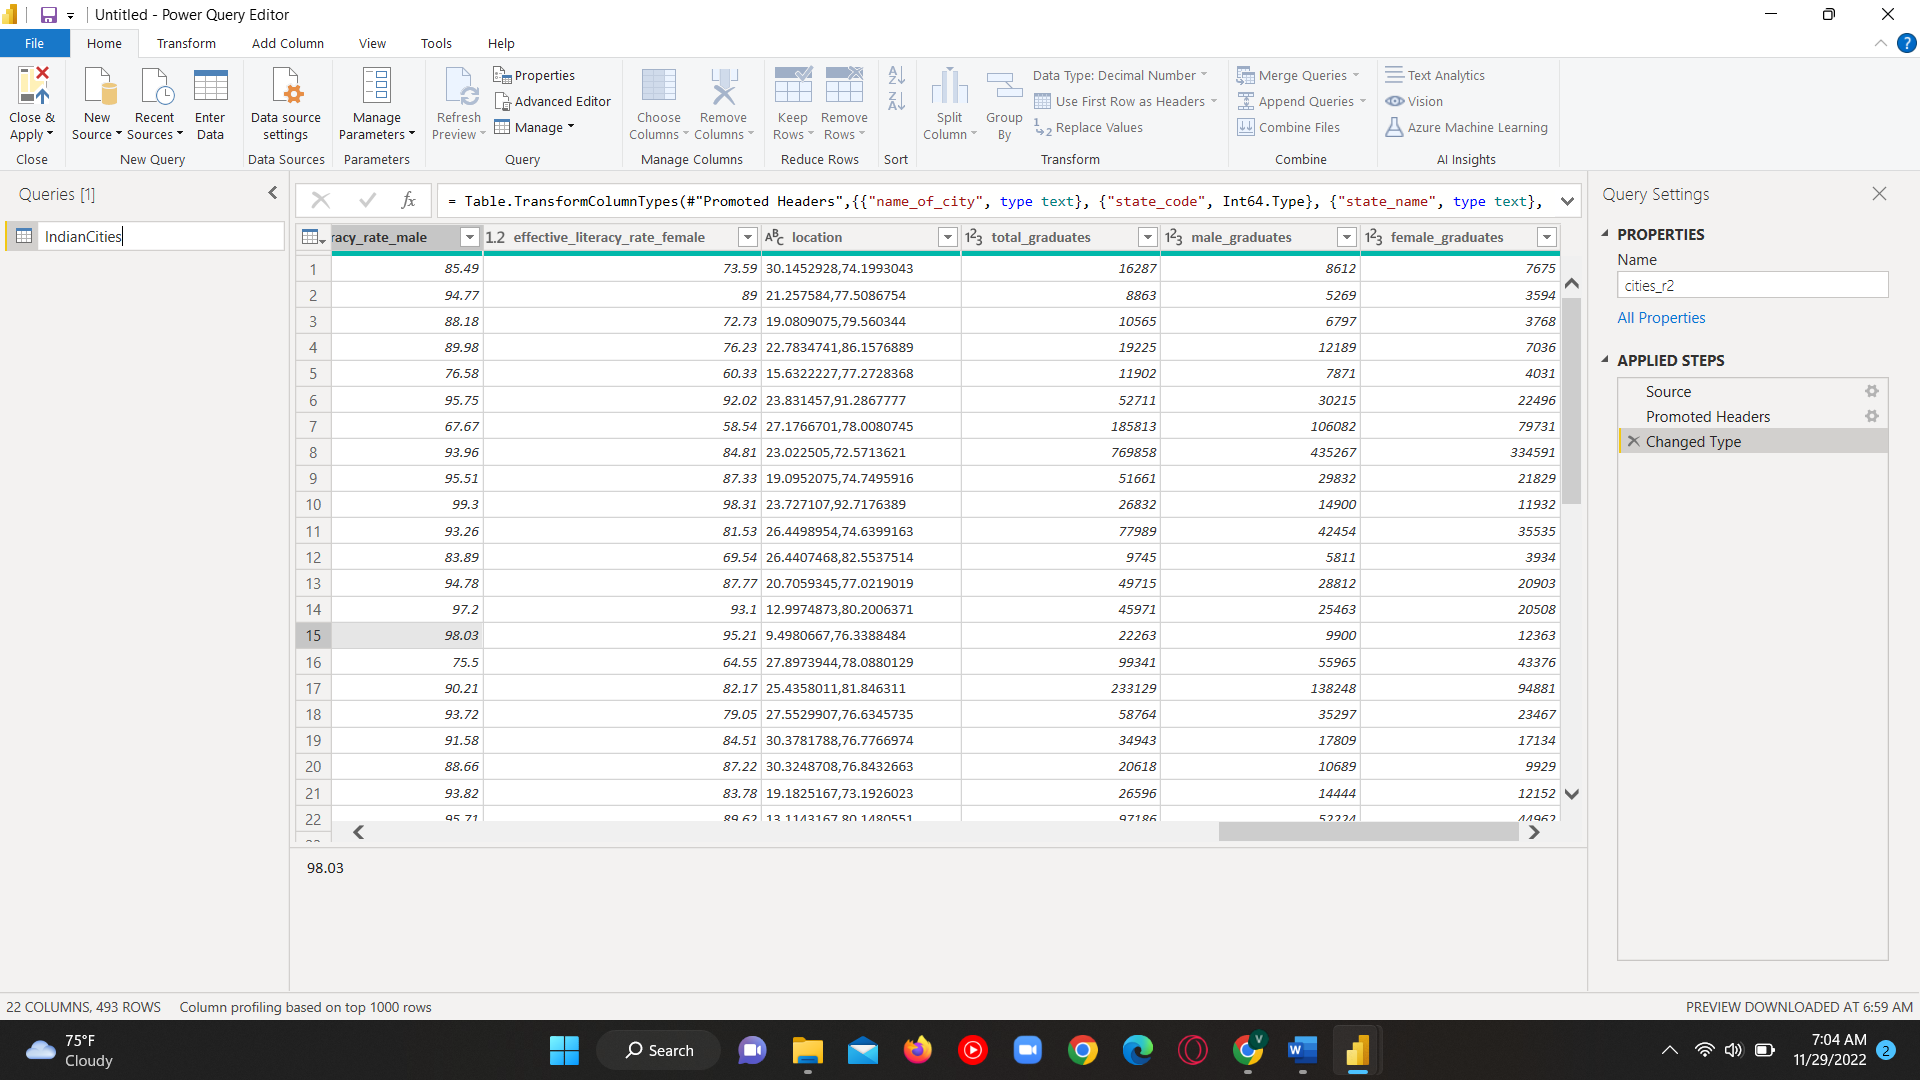 Untitled - Power Query Editor
File Home Transform Add Column View Tools Help
Close & Apply
Close
New Source
Recent Sources
Enter Data
New Query
Data source settings
Data Sources
Manage Parameters
Parameters
Refresh Preview
Properties
Advanced Editor
Manage
Query
Choose Columns
Remove Columns
Manage Columns
Keep Rows
Remove Rows
Reduce Rows
Sort
Split Column
Group By
Data Type: Decimal Number
Use First Row as Headers
Replace Values
Transform
Merge Queries
Append Queries
Combine Files
Combine
Text Analytics
Vision
Azure Machine Learning
AI Insights
Queries [1]
IndianCities
= Table.TransformColumnTypes(#"Promoted Headers",{{"name_of_city", type text}, {"state_code", Int64.Type}, {"state_name", type text},
racy_rate_male 1.2 effective_literacy_rate_female ABC location 123 total_graduates 123 male_graduates 123 female_graduates
1 85.49 73.59 30.1452928,74.1993043 16287 8612 7675
2 94.77 89 21.257584,77.5086754 8863 5269 3594
3 88.18 72.73 19.0809075,79.560344 10565 6797 3768
4 89.98 76.23 22.7834741,86.1576889 19225 12189 7036
5 76.58 60.33 15.6322227,77.2728368 11902 7871 4031
6 95.75 92.02 23.831457,91.2867777 52711 30215 22496
7 67.67 58.54 27.1766701,78.0080745 185813 106082 79731
8 93.96 84.81 23.022505,72.5713621 769858 435267 334591
9 95.51 87.33 19.0952075,74.7495916 51661 29832 21829
10 99.3 98.31 23.727107,92.7176389 26832 14900 11932
11 93.26 81.53 26.4498954,74.6399163 77989 42454 35535
12 83.89 69.54 26.4407468,82.5537514 9745 5811 3934
13 94.78 87.77 20.7059345,77.0219019 49715 28812 20903
14 97.2 93.1 12.9974873,80.2006371 45971 25463 20508
15 98.03 95.21 9.4980667,76.3388484 22263 9900 12363
16 75.5 64.55 27.8973944,78.0880129 99341 55965 43376
17 90.21 82.17 25.4358011,81.846311 233129 138248 94881
18 93.72 79.05 27.5529907,76.6345735 58764 35297 23467
19 91.58 84.51 30.3781788,76.7766974 34943 17809 17134
20 88.66 87.22 30.3248708,76.8432663 20618 10689 9929
21 93.82 83.78 19.1825167,73.1926023 26596 14444 12152
22 95.71 89.62 13.1143167,80.1480551 97186 52224 44962
98.03
Query Settings
PROPERTIES
Name
cities_r2
All Properties
APPLIED STEPS
Source
Promoted Headers
Changed Type
22 COLUMNS, 493 ROWS Column profiling based on top 1000 rows
PREVIEW DOWNLOADED AT 6:59 AM
75°F
Cloudy
Search
7:04 AM
11/29/2022
2